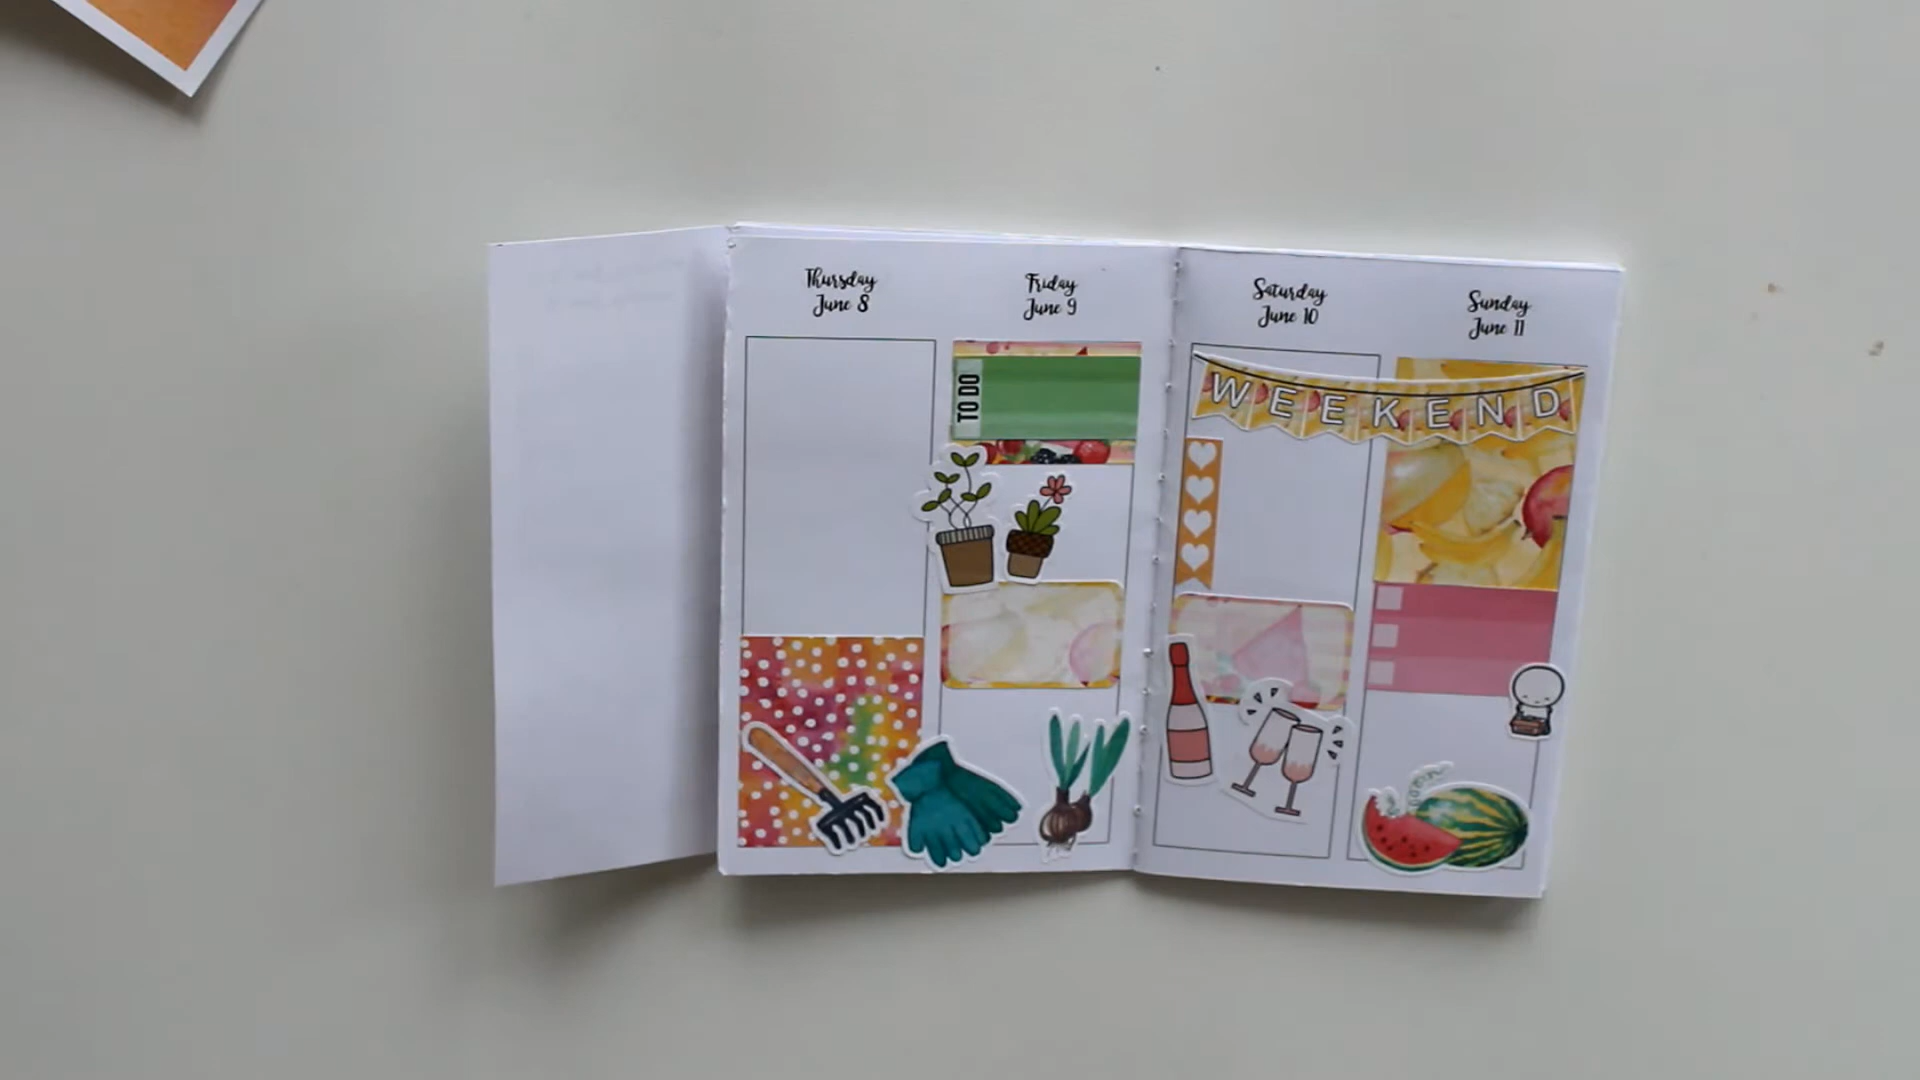 Thursday
June 8
Friday
June 9
Saturday
June 10
Sunday
June 11
TO DO
WEEKEND